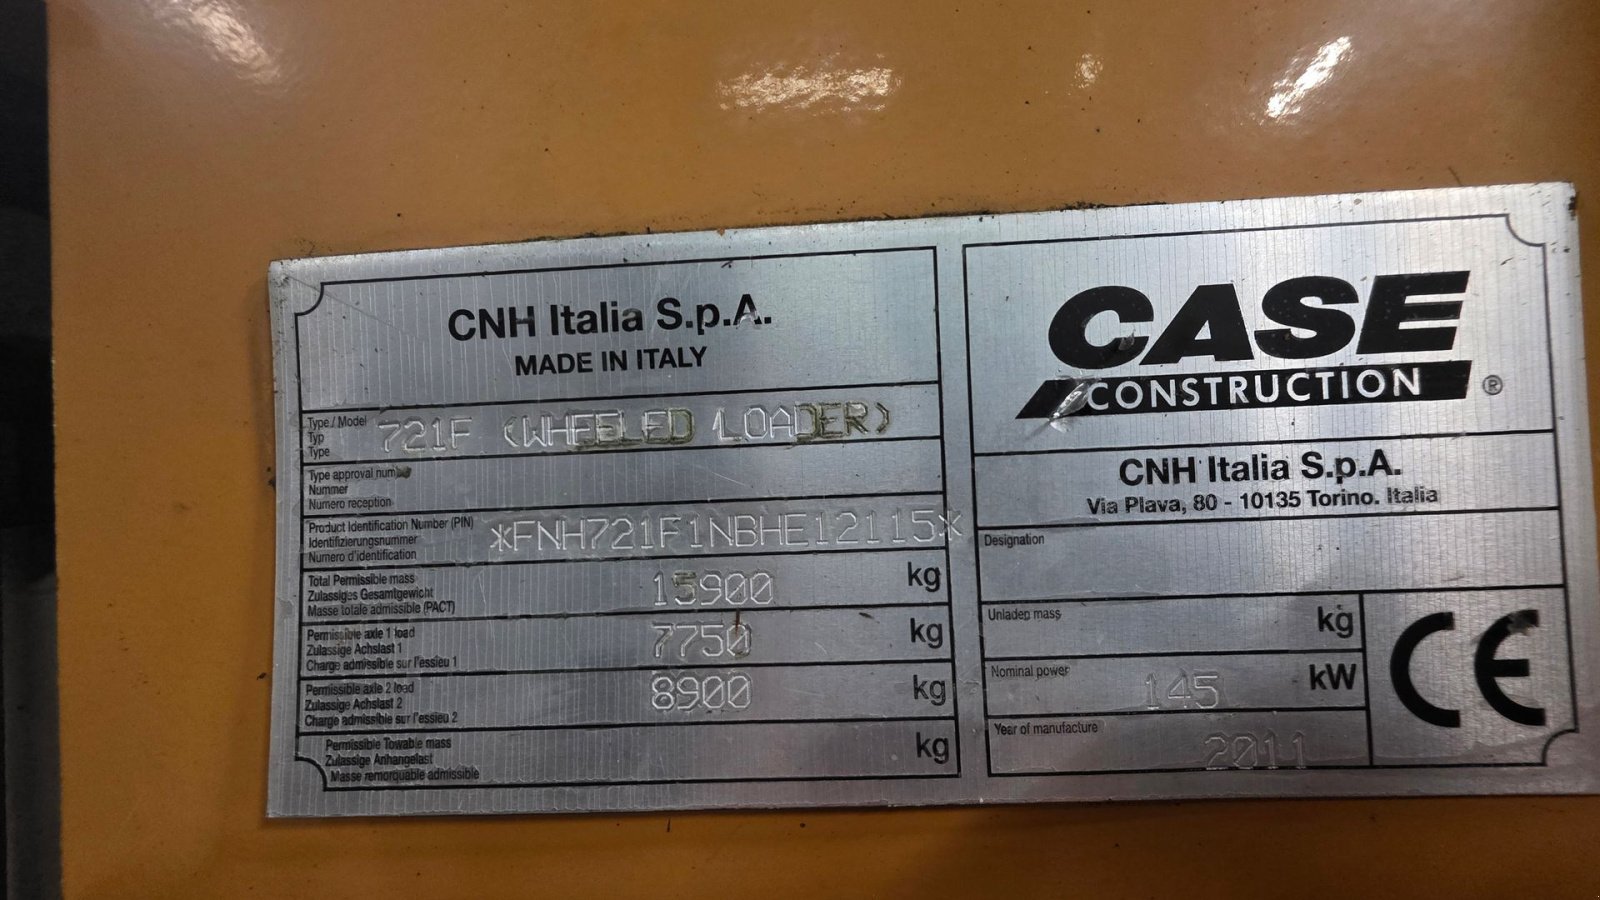 CNH Italia S.p.A.
MADE IN ITALY
Type / Model
Typ
Type
721F (WHEELED LOADER)
Type approval number
Nummer
Numero reception
Product Identification Number (PIN)
Identifizierungsnummer
Numero d'identification
*FNH721F1NBHE12115*
Total Permissible mass
Zulassiges Gesamtgewicht
Masse totale admissible (PACT)
15900 kg
Permissible axle 1 load
Zulassige Achslast 1
Charge admissible sur l'essieu 1
7750 kg
Permissible axle 2 load
Zulassige Achslast 2
Charge admissible sur l'essieu 2
8900 kg
Permissible Towable mass
Zulassige Anhangelast
Masse remorquable admissible
kg
CASE
CONSTRUCTION ®
CNH Italia S.p.A.
Via Plava, 80 - 10135 Torino. Italia
Designation
Unladen mass
kg
Nominal power
145 kW
Year of manufacture
2011
CE